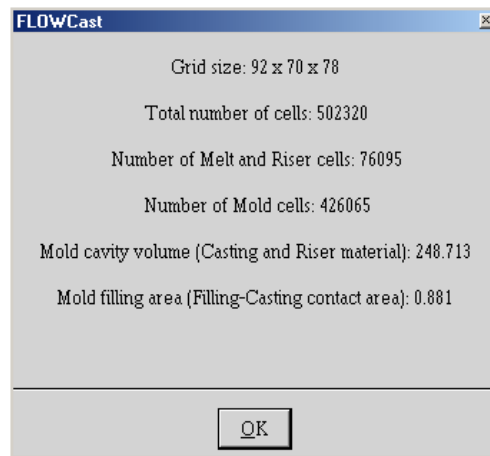 FLOWCast
Grid size: 92 x 70 x 78
Total number of cells: 502320
Number of Melt and Riser cells: 76095
Number of Mold cells: 426065
Mold cavity volume (Casting and Riser material): 248.713
Mold filling area (Filling-Casting contact area): 0.881
OK